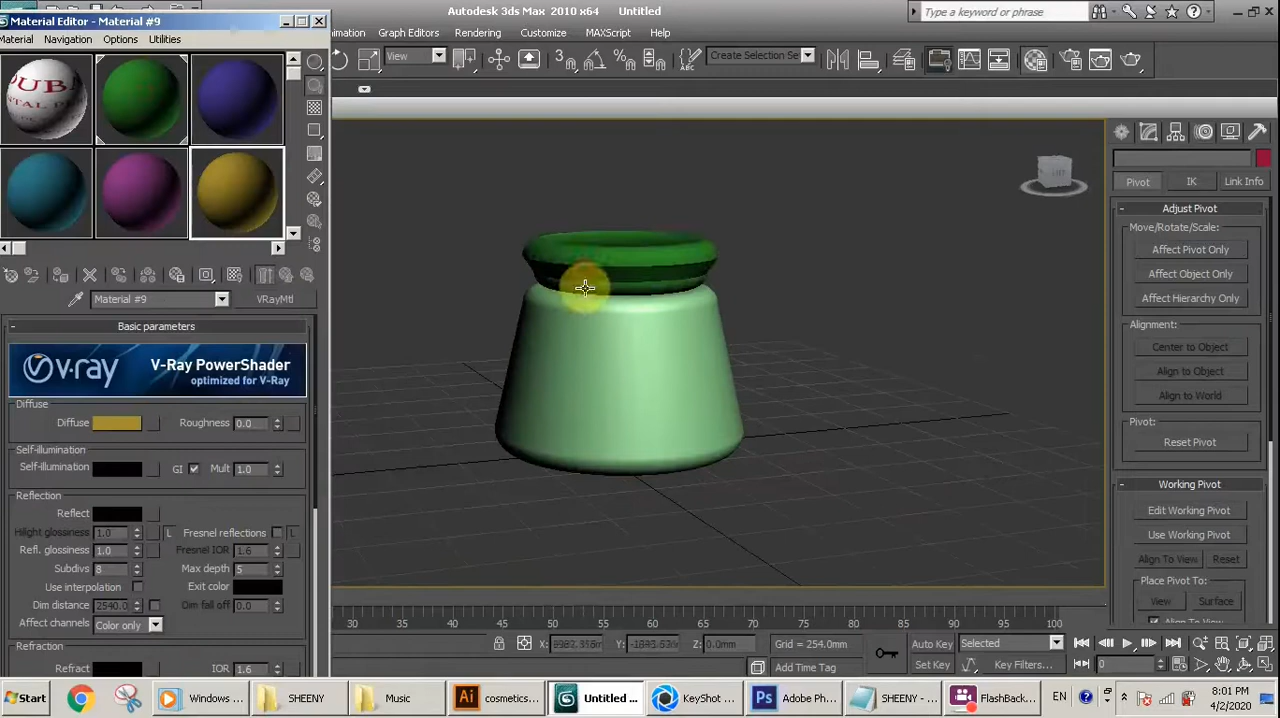 Autodesk 3ds Max 2010 x64 Untitled
Type a keyword or phrase
Material Editor - Material #9
Material Navigation Options Utilities
Graph Editors Rendering Customize MAXScript Help
View
Create Selection Se
Material #9
VRayMtl
Basic parameters
v·ray
V-Ray PowerShader
optimized for V-Ray
Diffuse
Diffuse Roughness 0.0
Self-illumination
Self-illumination GI Mult 1.0
Reflection
Reflect
Hilight glossiness 1.0 L Fresnel reflections L
Refl. glossiness 1.0 Fresnel IOR 1.6
Subdivs 8 Max depth 5
Use interpolation Exit color
Dim distance 2540.0 Dim fall off 0.0
Affect channels Color only
Refraction
Refract IOR 1.6
Pivot IK Link Info
Adjust Pivot
Move/Rotate/Scale:
Affect Pivot Only
Affect Object Only
Affect Hierarchy Only
Alignment:
Center to Object
Align to Object
Align to World
Pivot:
Reset Pivot
Working Pivot
Edit Working Pivot
Use Working Pivot
Align To View Reset
Place Pivot To:
View Surface
30 35 40 45 50 55 60 65 70 75 80 85 90 95 100
X: Y: Z: 0.0mm Grid = 254.0mm
Add Time Tag
Auto Key Selected
Set Key Key Filters...
0
Start
Windows...
SHEENY
Music
cosmetics...
Untitled ...
KeyShot ...
Adobe Ph...
SHEENY -...
FlashBack...
EN
8:01 PM
4/2/2020